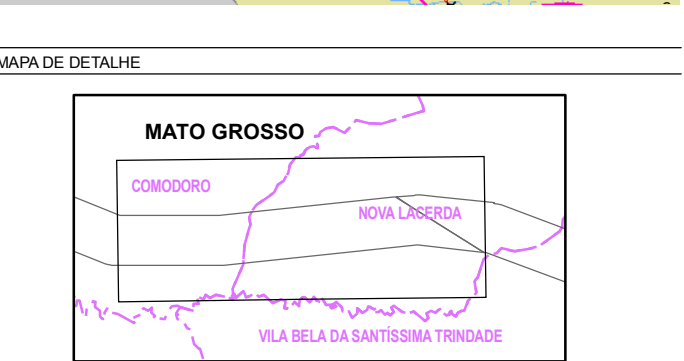 MAPA DE DETALHE
MATO GROSSO
COMODORO
NOVA LACERDA
VILA BELA DA SANTÍSSIMA TRINDADE